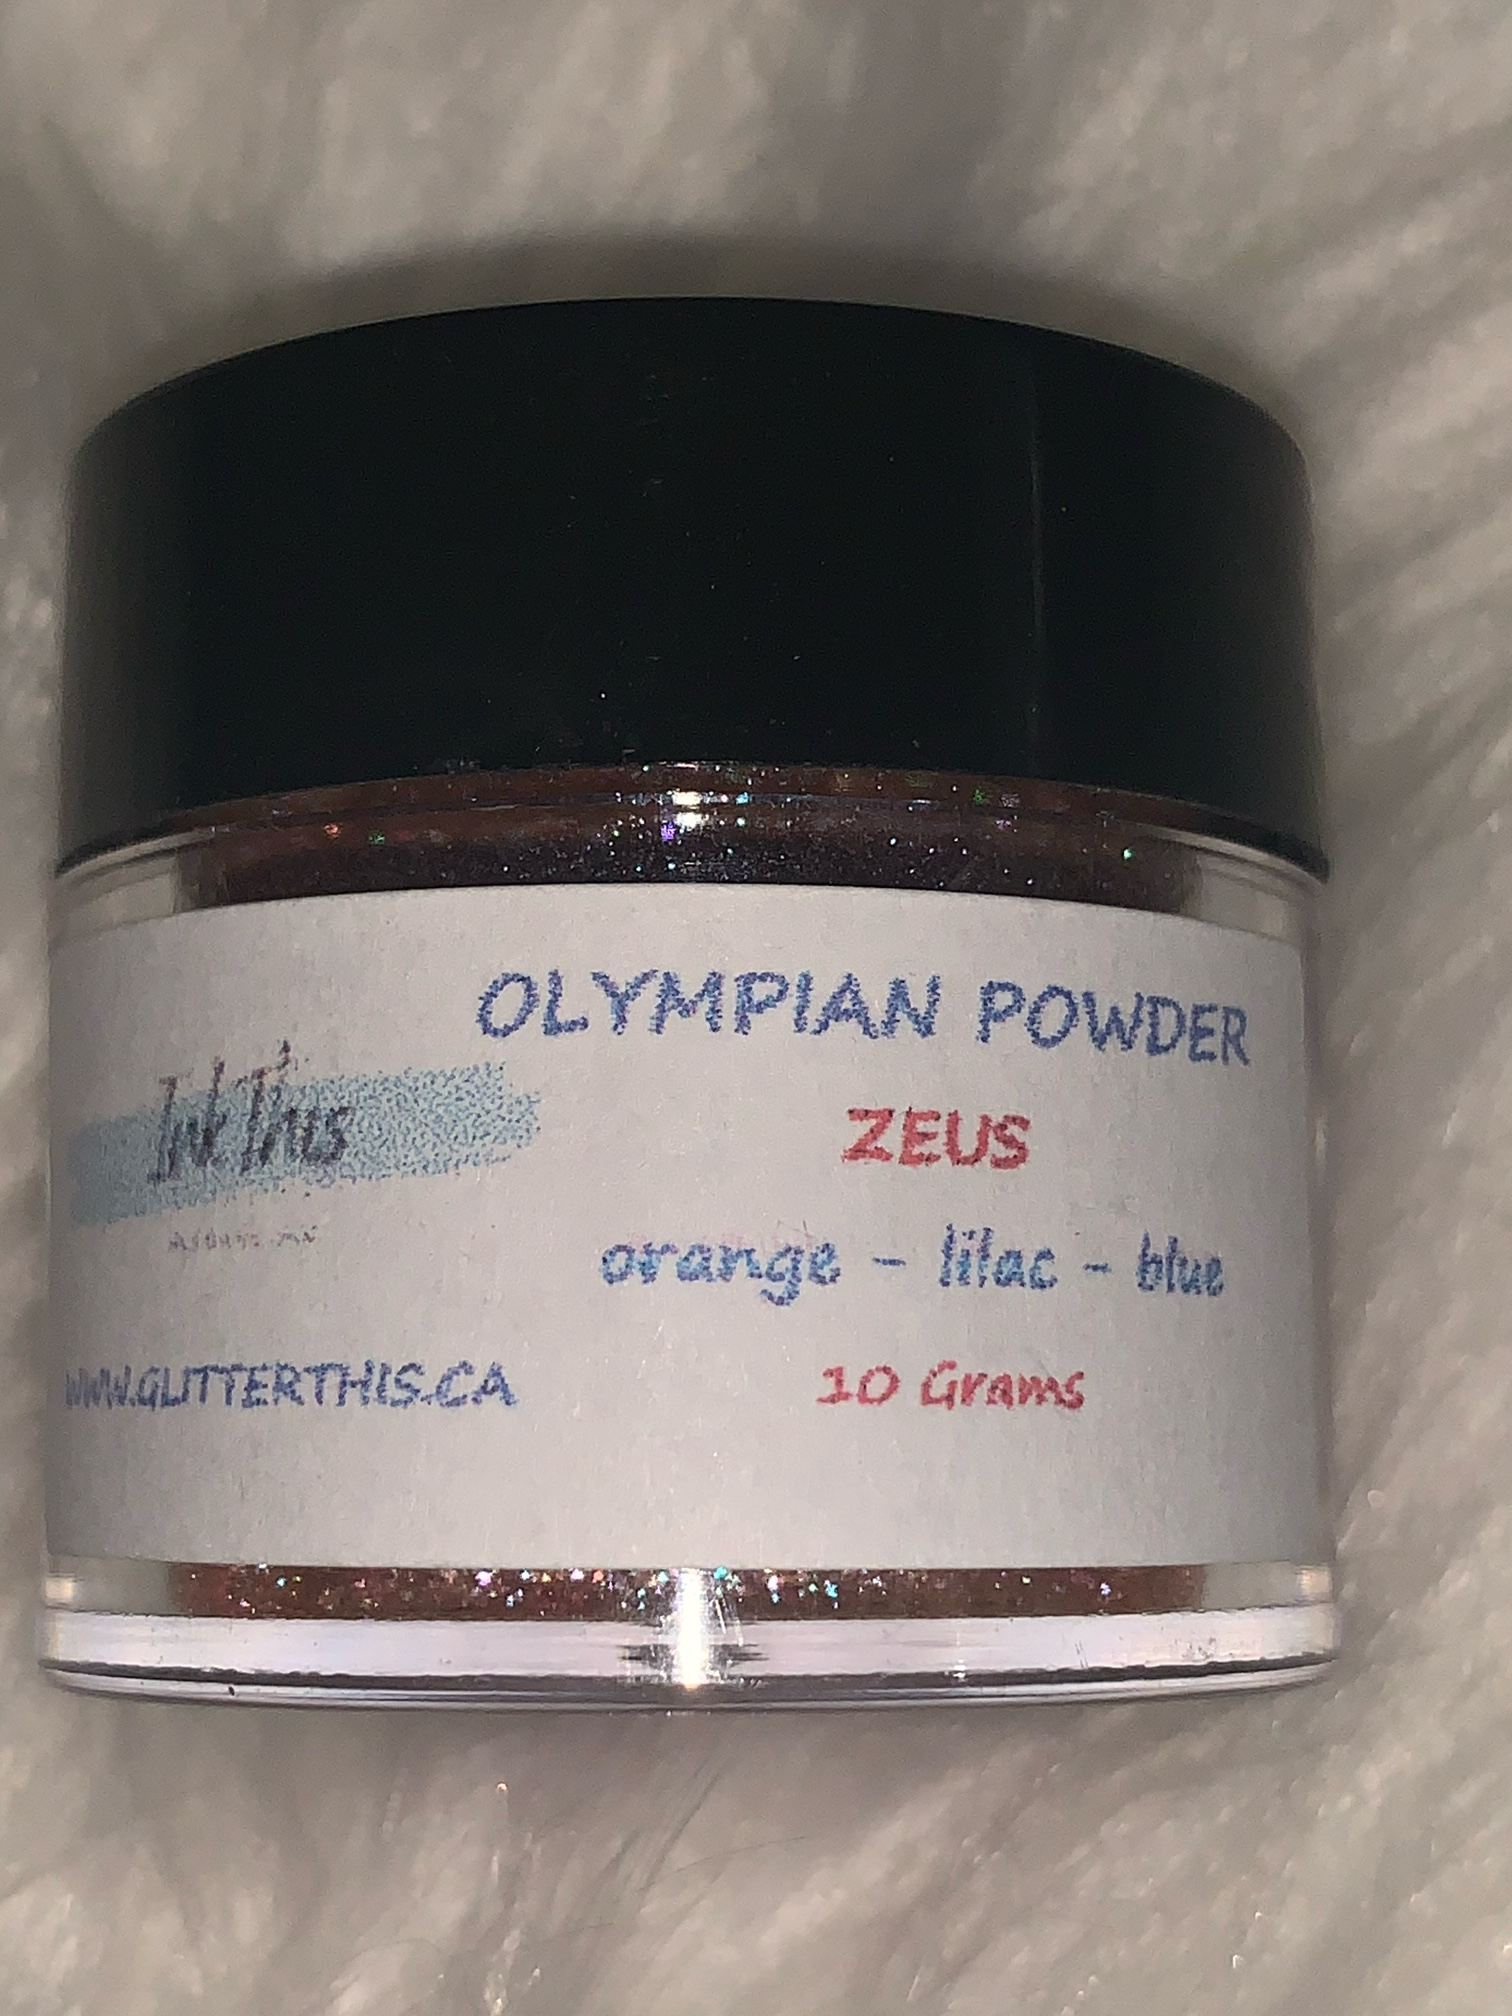 OLYMPIAN POWDER
Ink This
ZEUS
orange - lilac - blue
WWW.GLITTERTHIS.CA
10 Grams